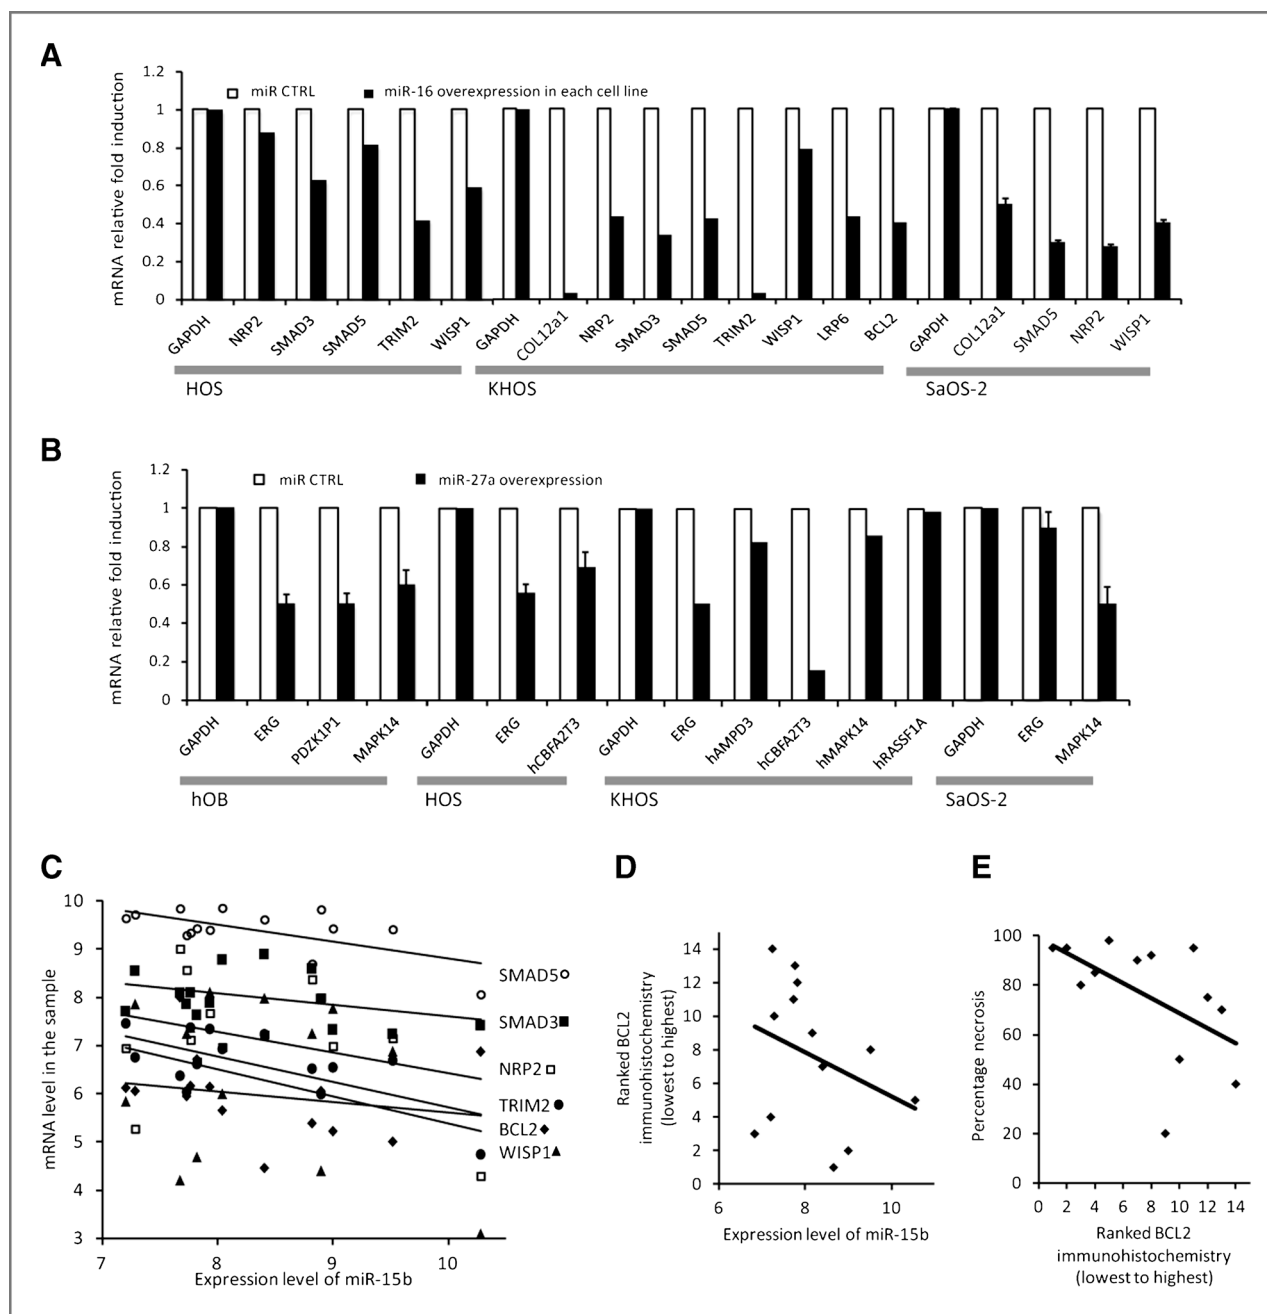 A
mRNA relative fold induction
1.2
1
0.8
0.6
0.4
0.2
0
miR CTRL
miR-16 overexpression in each cell line
GAPDH
NRP2
SMAD3
SMAD5
TRIM2
WISP1
GAPDH
COL12a1
NRP2
SMAD3
SMAD5
TRIM2
WISP1
LRP6
BCL2
GAPDH
COL12a1
SMAD5
NRP2
WISP1
HOS
KHOS
SaOS-2
B
mRNA relative fold induction
1.2
1
0.8
0.6
0.4
0.2
0
miR CTRL
miR-27a overexpression
GAPDH
ERG
PDZK1P1
MAPK14
GAPDH
ERG
hCBFA2T3
GAPDH
ERG
hAMPD3
hCBFA2T3
hMAPK14
hRASSF1A
GAPDH
ERG
MAPK14
hOB
HOS
KHOS
SaOS-2
C
mRNA level in the sample
10
9
8
7
6
5
4
3
7
8
9
10
Expression level of miR-15b
SMAD5
SMAD3
NRP2
TRIM2
BCL2
WISP1
D
Ranked BCL2
immunohistochemistry
(lowest to highest)
14
12
10
8
6
4
2
0
6
8
10
Expression level of miR-15b
E
Percentage necrosis
100
80
60
40
20
0
0
2
4
6
8
10
12
14
Ranked BCL2
immunohistochemistry
(lowest to highest)